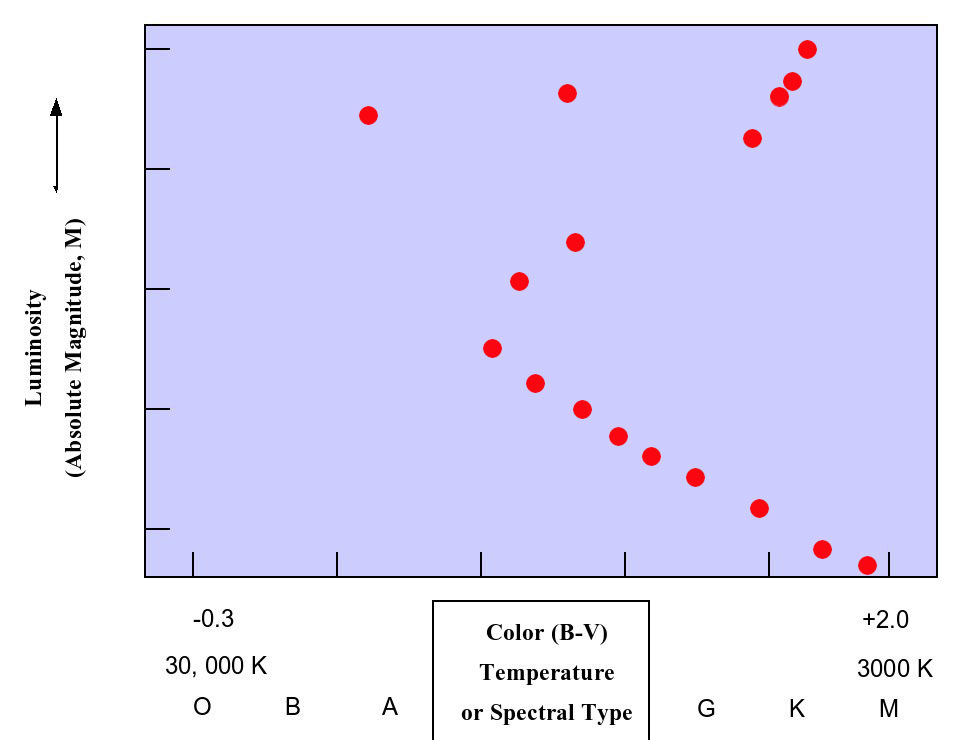 Luminosity
(Absolute Magnitude, M)
-0.3
Color (B-V)
+2.0
30, 000 K
Temperature
3000 K
O B A
or Spectral Type
G K M